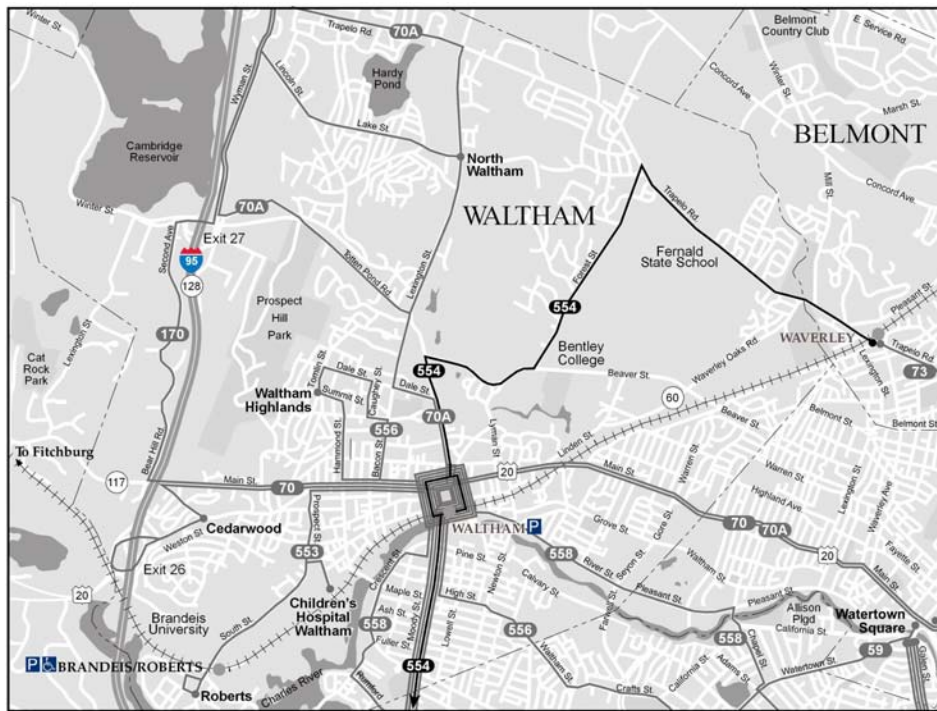 Winter St.
Trapelo Rd.
70A
Belmont
Country Club
E. Service Rd.
Winter St.
Concord Ave.
Marsh St.
BELMONT
Wyman St.
Lincoln St.
Hardy
Pond
Lake St.
Cambridge
Reservoir
North
Waltham
Mill St.
Concord Ave.
Winter St.
70A
WALTHAM
Trapelo Rd.
Second Ave
Exit 27
95
128
Totten Pond Rd.
Lexington St.
Forest St.
Fernald
State School
554
Pleasant St.
Prospect
Hill
Park
Lexington St.
170
Bentley
College
WAVERLEY
Trapelo Rd.
73
Cat
Rock
Park
Tomlin St.
Dale St.
554
Dale St.
Beaver St.
Waverley Oaks Rd.
Lexington St.
Waltham
Highlands
Summit St.
Caughey St.
556
70A
60
Belmont St.
Belmont St.
Beaver St.
Hammond St.
Bacon St.
Lyman St.
Linden St.
Warren St.
Warren St.
To Fitchburg
Bear Hill Rd.
117
Main St.
70
20
Main St.
Highland Ave.
Lexington St.
Waverley Ave
Cedarwood
Weston St.
Prospect St.
WALTHAM
P
Grove St.
Gore St.
70
70A
20
Fayette St.
Main St.
553
Crescent St.
Pine St.
Newton St.
558
River St.
Seyon St.
Waltham St.
Exit 26
20
Children's
Hospital
Waltham
Maple St.
Ash St.
558
Fuller St.
Moody St.
High St.
Lowell St.
Calvary St.
Farwell St.
Pleasant St.
Pleasant St.
Allison
Plgd
California St.
Watertown
Square
Brandeis
University
South St.
556
Waltham St.
558
Chapel St.
Watertown St.
59
Galen St.
P
BRANDEIS/ROBERTS
Roberts
Charles River
Rumford
554
Crafts St.
California St.
Adams St.